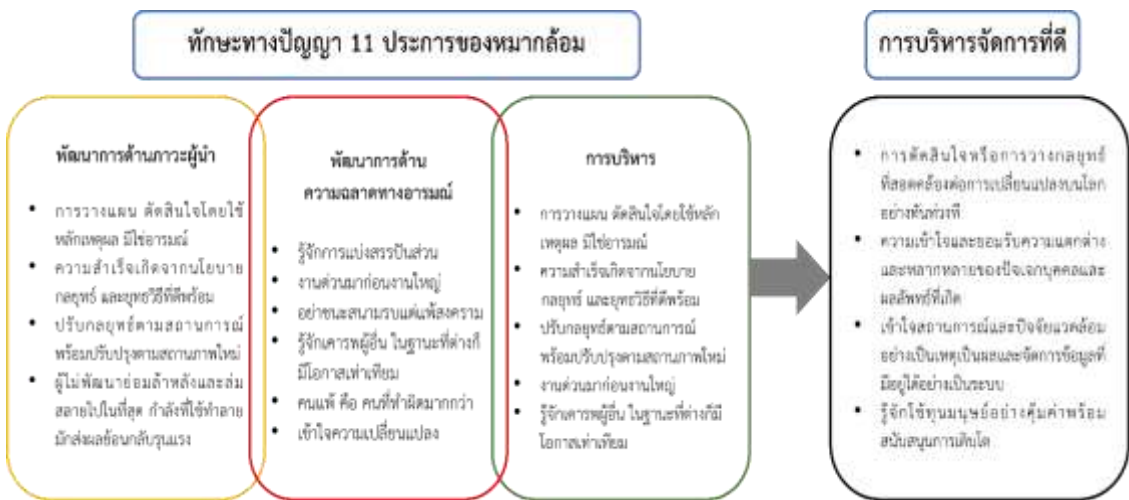 ทักษะทางปัญญา 11 ประการของหมากล้อม
การบริหารจัดการที่ดี
พัฒนาการด้านภาวะผู้นำ
• การวางแผน ตัดสินใจโดยใช้
หลักเหตุผล มิใช่อารมณ์
• ความสำเร็จเกิดจากนโยบาย
กลยุทธ์ และยุทธวิธีที่ดีพร้อม
• ปรับกลยุทธ์ตามสถานการณ์
พร้อมปรับปรุงตามสถานภาพใหม่
• ผู้ไม่พัฒนาย่อมล้าหลังและล่ม
สลายไปในที่สุด กำลังที่ใช้ทำลาย
มักส่งผลย้อนกลับรุนแรง
พัฒนาการด้าน
ความฉลาดทางอารมณ์
• รู้จักการแบ่งสรรปันส่วน
• งานด่วนมาก่อนงานใหญ่
• อย่าชนะสนามรบแต่แพ้สงคราม
• รู้จักเคารพผู้อื่น ในฐานะที่ต่างก็
มีโอกาสเท่าเทียม
• คนแพ้ คือ คนที่ทำผิดมากกว่า
• เข้าใจความเปลี่ยนแปลง
การบริหาร
• การวางแผน ตัดสินใจโดยใช้หลัก
เหตุผล มิใช่อารมณ์
• ความสำเร็จเกิดจากนโยบาย
กลยุทธ์ และยุทธวิธีที่ดีพร้อม
• ปรับกลยุทธ์ตามสถานการณ์
พร้อมปรับปรุงตามสถานภาพใหม่
• งานด่วนมาก่อนงานใหญ่
• รู้จักเคารพผู้อื่น ในฐานะที่ต่างก็มี
โอกาสเท่าเทียม
• การตัดสินใจหรือการวางกลยุทธ์
ที่สอดคล้องต่อการเปลี่ยนแปลงบนโลก
อย่างทันท่วงที
• ความเข้าใจและยอมรับความแตกต่าง
และหลากหลายของปัจเจกบุคคลและ
ผลลัพท์ที่เกิด
• เข้าใจสถานการณ์และปัจจัยแวดล้อม
อย่างเป็นเหตุเป็นผลและจัดการข้อมูลที่
มีอยู่ได้อย่างเป็นระบบ
• รู้จักใช้ทุนมนุษย์อย่างคุ้มค่าพร้อม
สนับสนุนการเติบโต